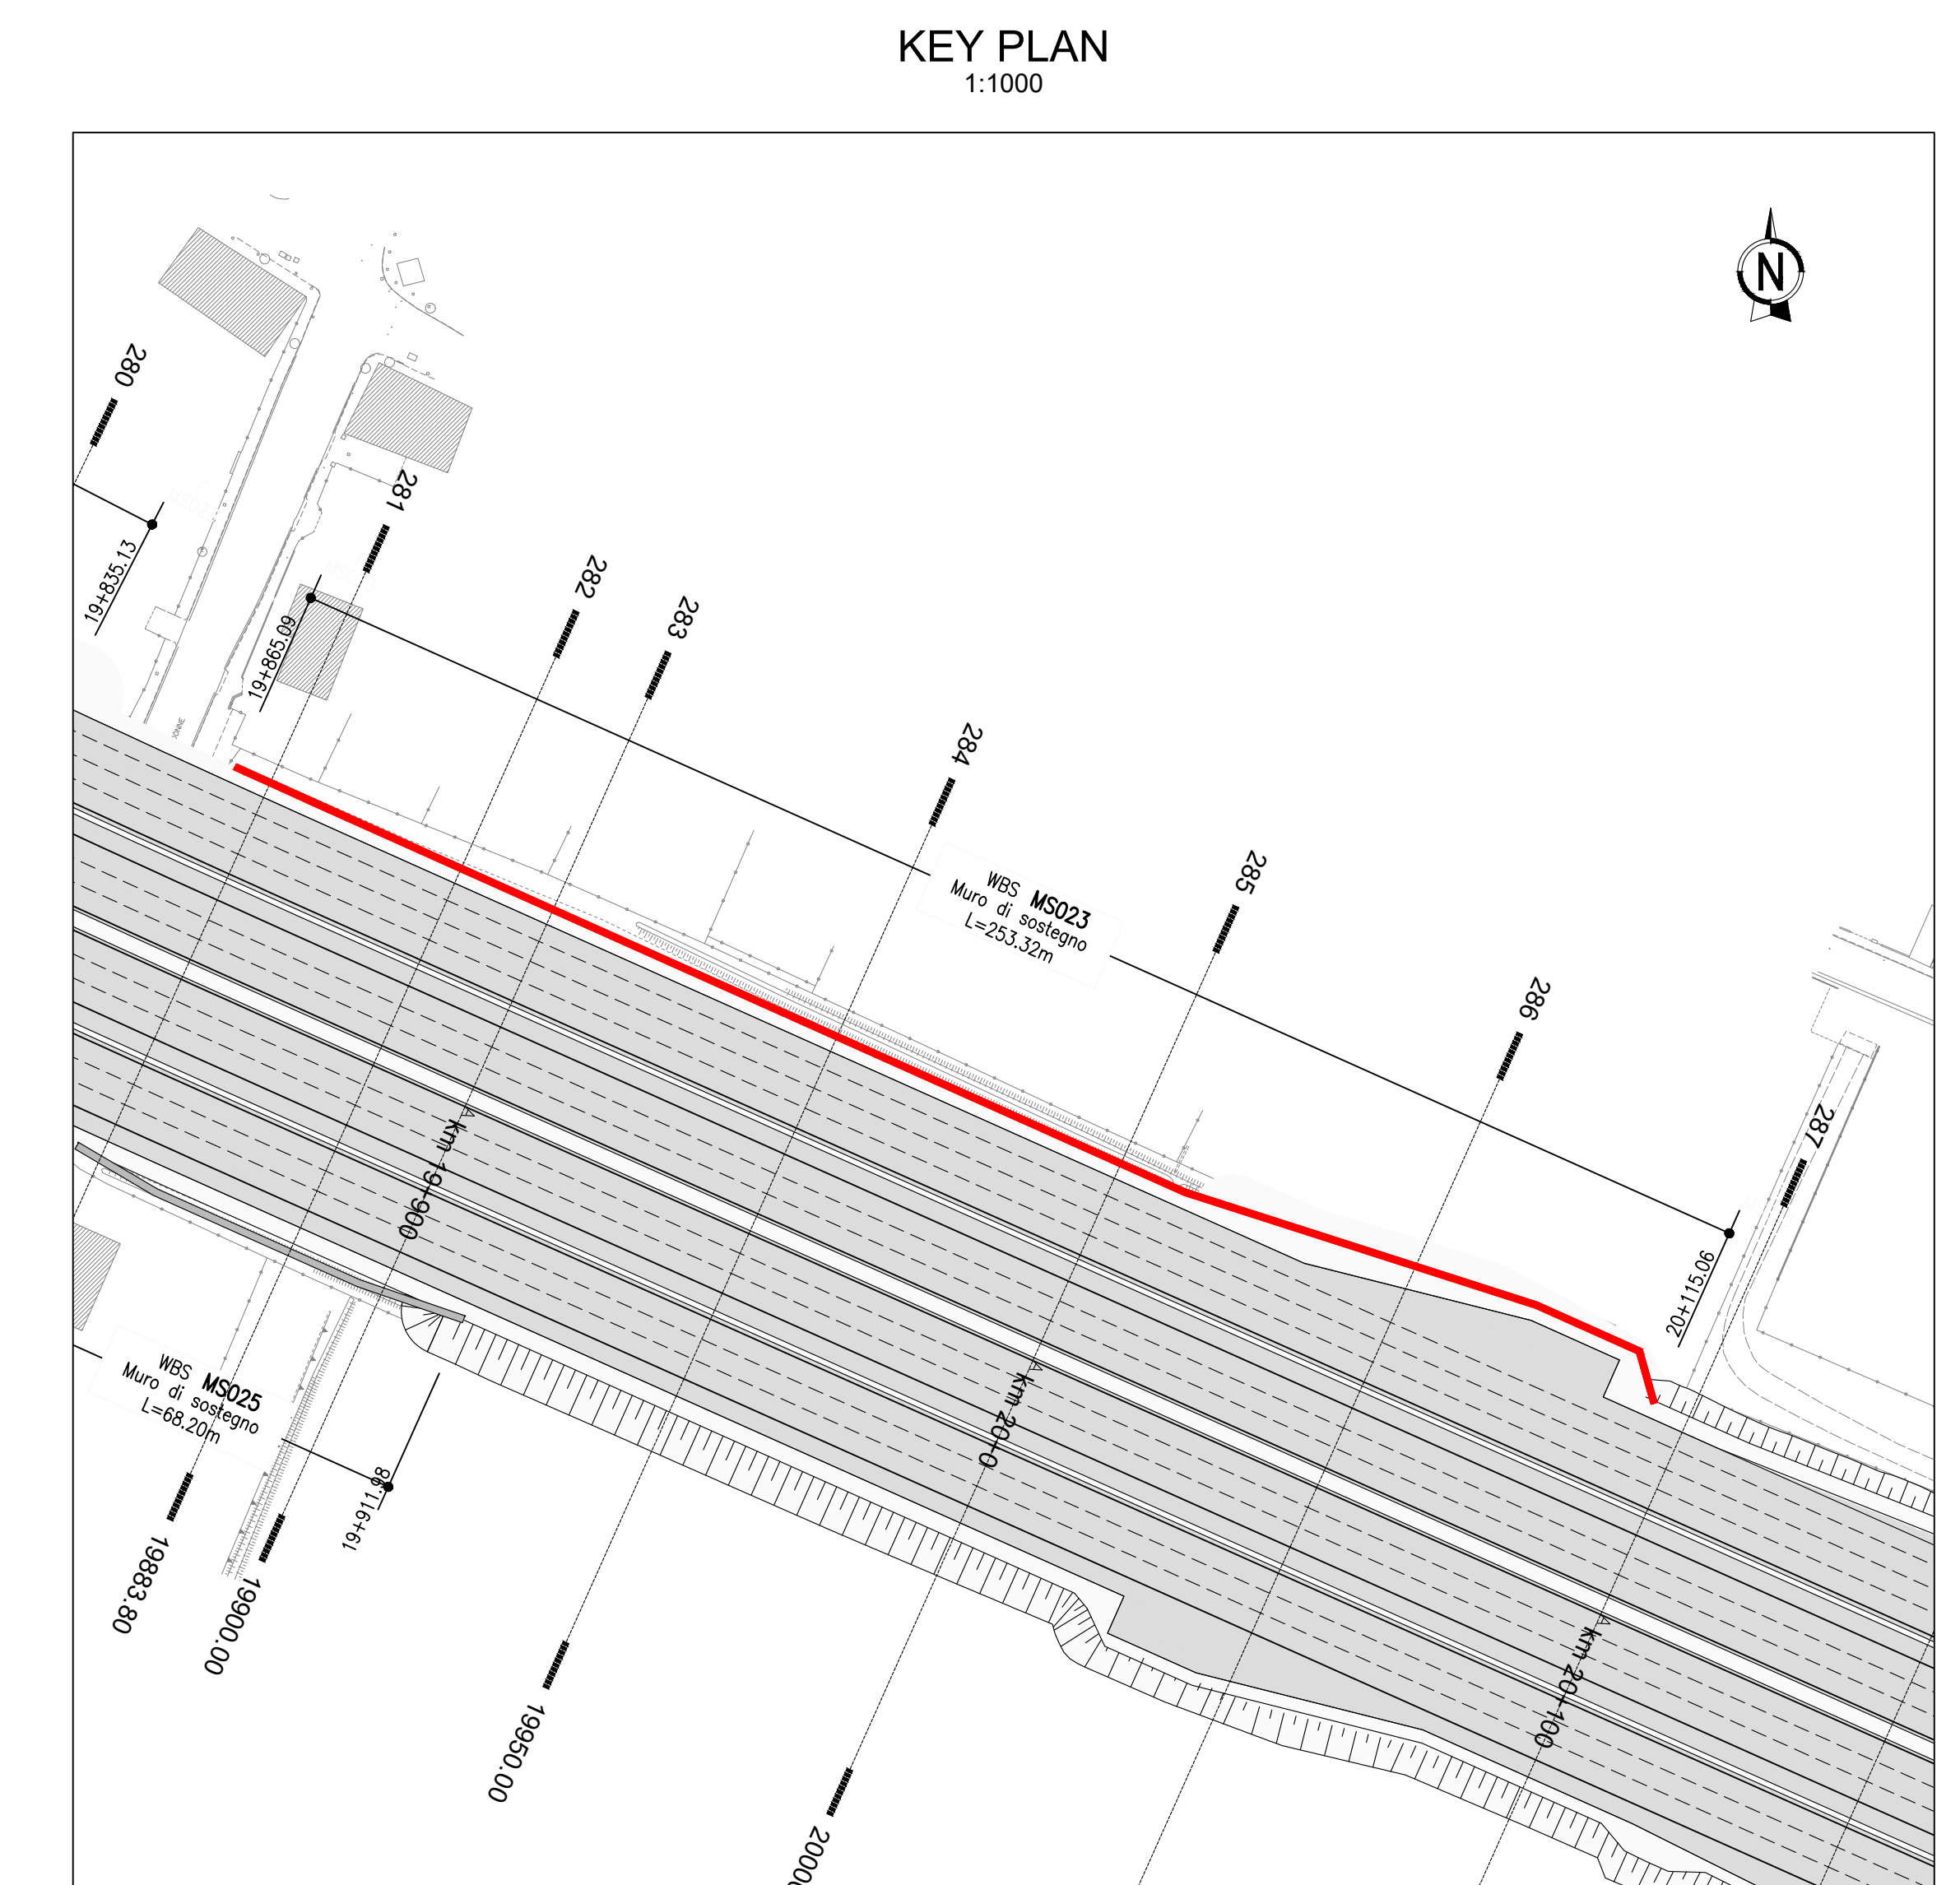 KEY PLAN
1:1000
N
280
281
282
283
284
285
286
287
19+835.13
19+865.09
WBS MS023
Muro di sostegno
L=253.32m
20+115.06
km 19+900
km 20+0
km 20+100
WBS MS025
Muro di sostegno
L=68.20m
19+911.98
19883.80
19900.00
19950.00